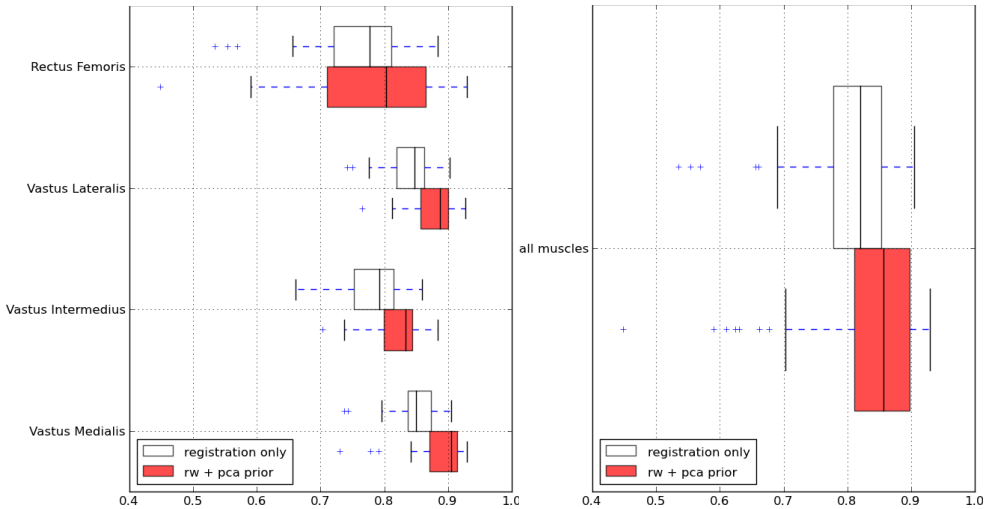 Rectus Femoris
Vastus Lateralis
Vastus Intermedius
Vastus Medialis
registration only
rw + pca prior
0.4 0.5 0.6 0.7 0.8 0.9 1.0
all muscles
registration only
rw + pca prior
0.4 0.5 0.6 0.7 0.8 0.9 1.0